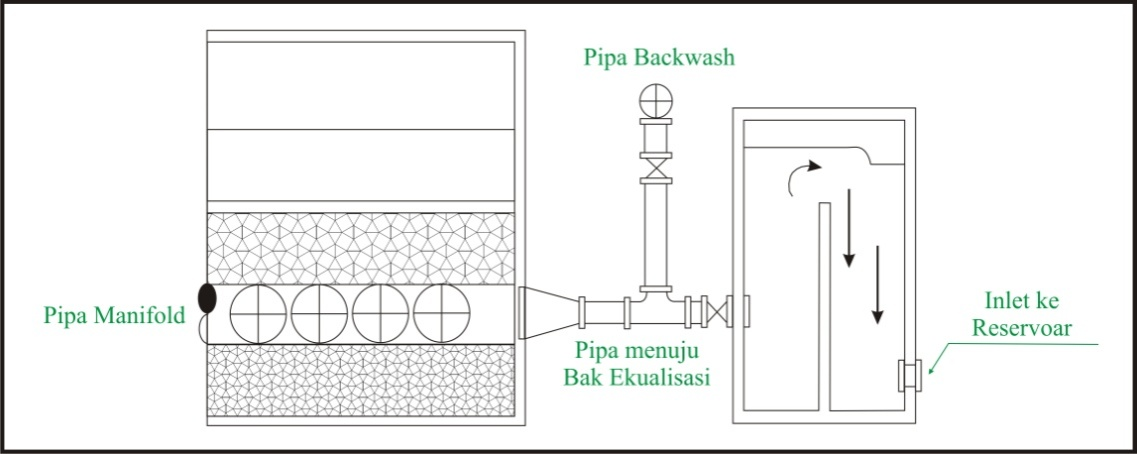 Pipa Backwash
Pipa Manifold
Pipa menuju
Bak Ekualisasi
Inlet ke
Reservoar